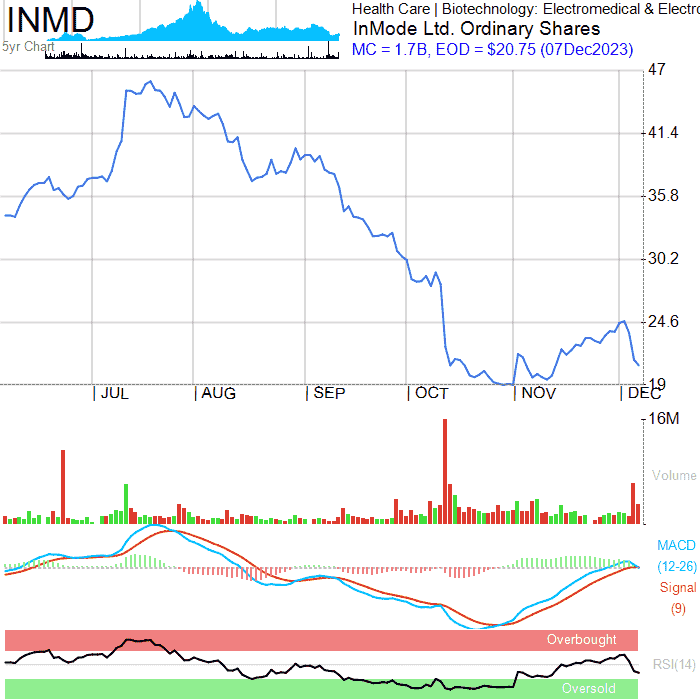 INMD
5yr Chart
Health Care | Biotechnology: Electromedical & Electro
InMode Ltd. Ordinary Shares
MC = 1.7B, EOD = $20.75 (07Dec2023)
47
41.4
35.8
30.2
24.6
19
JUL AUG SEP OCT NOV DEC
16M
Volume
MACD
(12-26)
Signal
(9)
Overbought
RSI(14)
Oversold